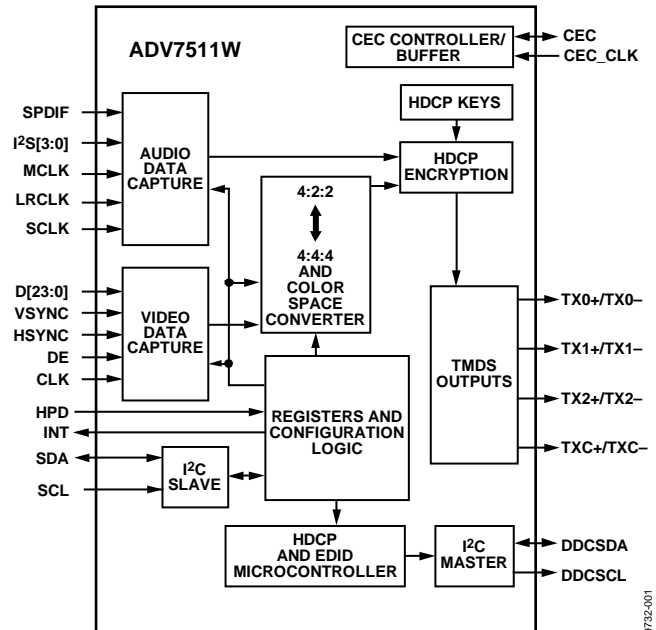 ADV7511W
CEC CONTROLLER/
BUFFER
CEC
CEC_CLK
HDCP KEYS
HDCP
ENCRYPTION
SPDIF
I2S[3:0]
MCLK
LRCLK
SCLK
AUDIO
DATA
CAPTURE
4:2:2
4:4:4
AND
COLOR
SPACE
CONVERTER
D[23:0]
VSYNC
HSYNC
DE
CLK
VIDEO
DATA
CAPTURE
TMDS
OUTPUTS
TX0+/TX0–
TX1+/TX1–
TX2+/TX2–
TXC+/TXC–
HPD
INT
SDA
SCL
REGISTERS AND
CONFIGURATION
LOGIC
I2C
SLAVE
HDCP
AND EDID
MICROCONTROLLER
I2C
MASTER
DDCSDA
DDCSCL